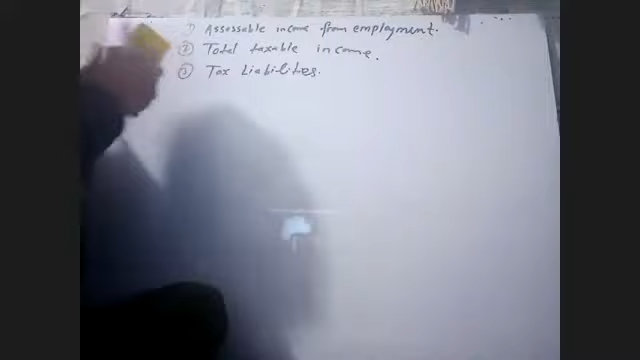 1) Assessable income from employment.
② Total taxable income.
③ Tax Liabilities.